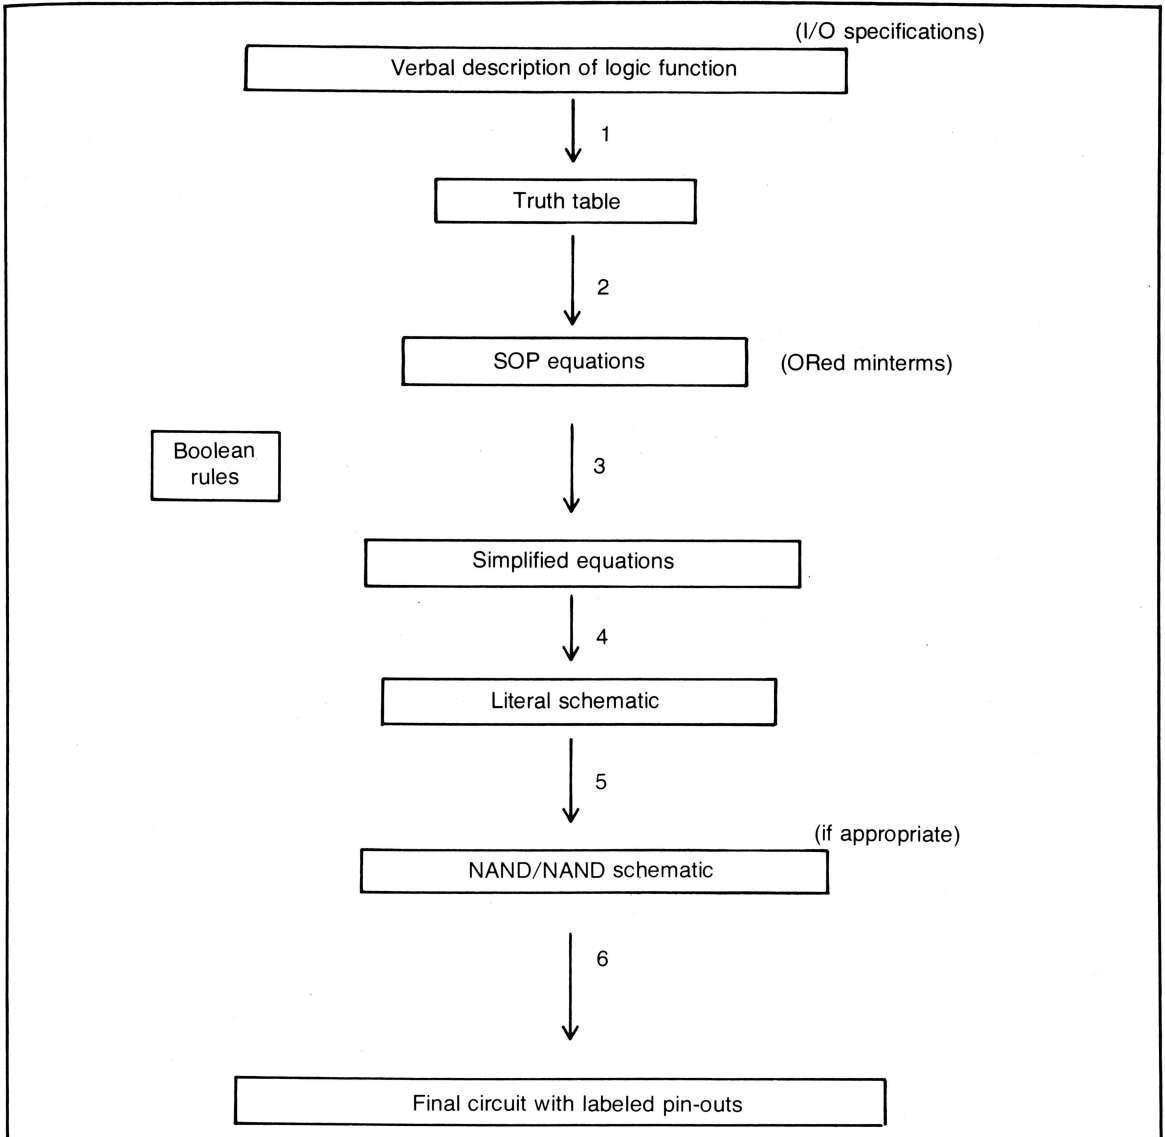 (I/O specifications)
Verbal description of logic function
1
Truth table
2
SOP equations
(ORed minterms)
Boolean
rules
3
Simplified equations
4
Literal schematic
5
(if appropriate)
NAND/NAND schematic
6
Final circuit with labeled pin-outs